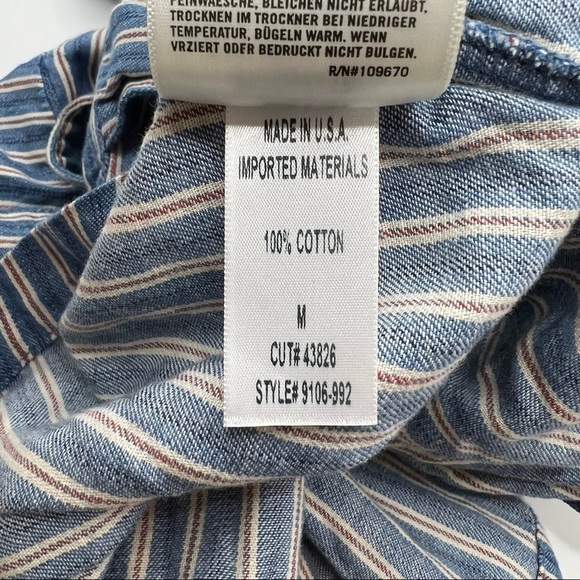 FEINWAESCHE, BLEICHEN NICHT ERLAUBT,
TROCKNEN IM TROCKNER BEI NIEDRIGER
TEMPERATUR, BÜGELN WARM. WENN
VRZIERT ODER BEDRUCKT NICHT BULGEN.
R/N#109670
MADE IN U.S.A.
IMPORTED MATERIALS
100% COTTON
M
CUT# 43826
STYLE# 9106-992